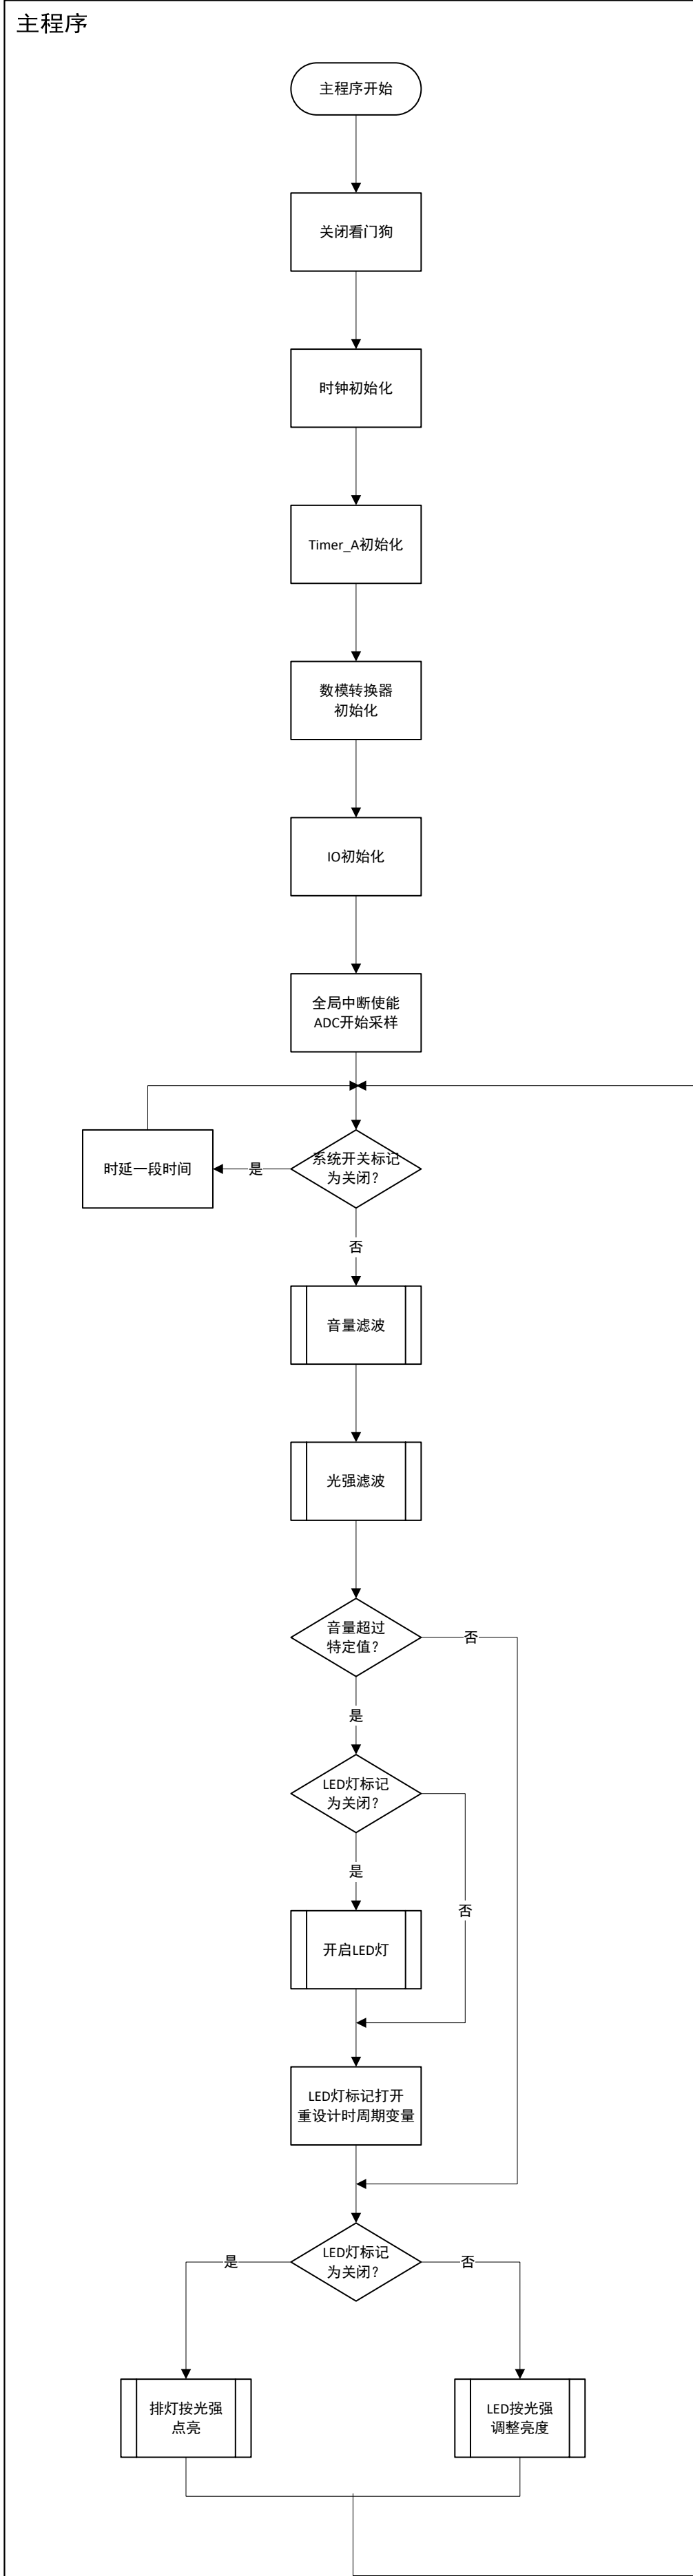 主程序
主程序开始
关闭看门狗
时钟初始化
Timer_A初始化
数模转换器
初始化
IO初始化
全局中断使能
ADC开始采样
系统开关标记
为关闭?
是
时延一段时间
否
音量滤波
光强滤波
音量超过
特定值?
否
是
LED灯标记
为关闭?
是
否
开启LED灯
LED灯标记打开
重设计时周期变量
LED灯标记
为关闭?
是
否
排灯按光强
点亮
LED按光强
调整亮度